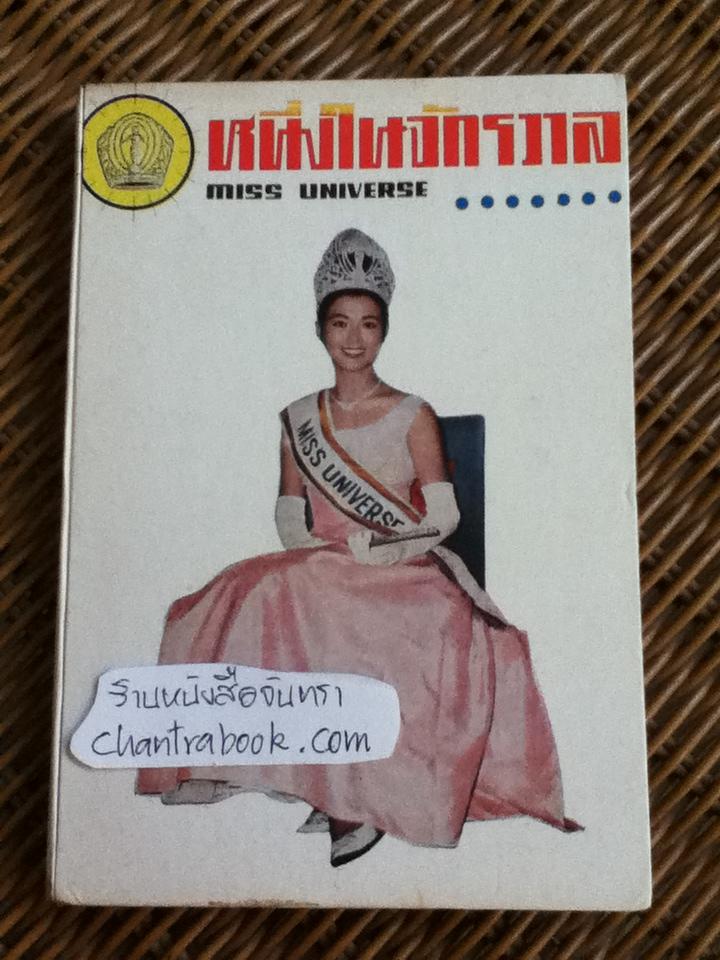 หนึ่งในจักรวาล
MISS UNIVERSE
MISS UNIVERSE
ร้านหนังสือจันทรา
chantrabook.com